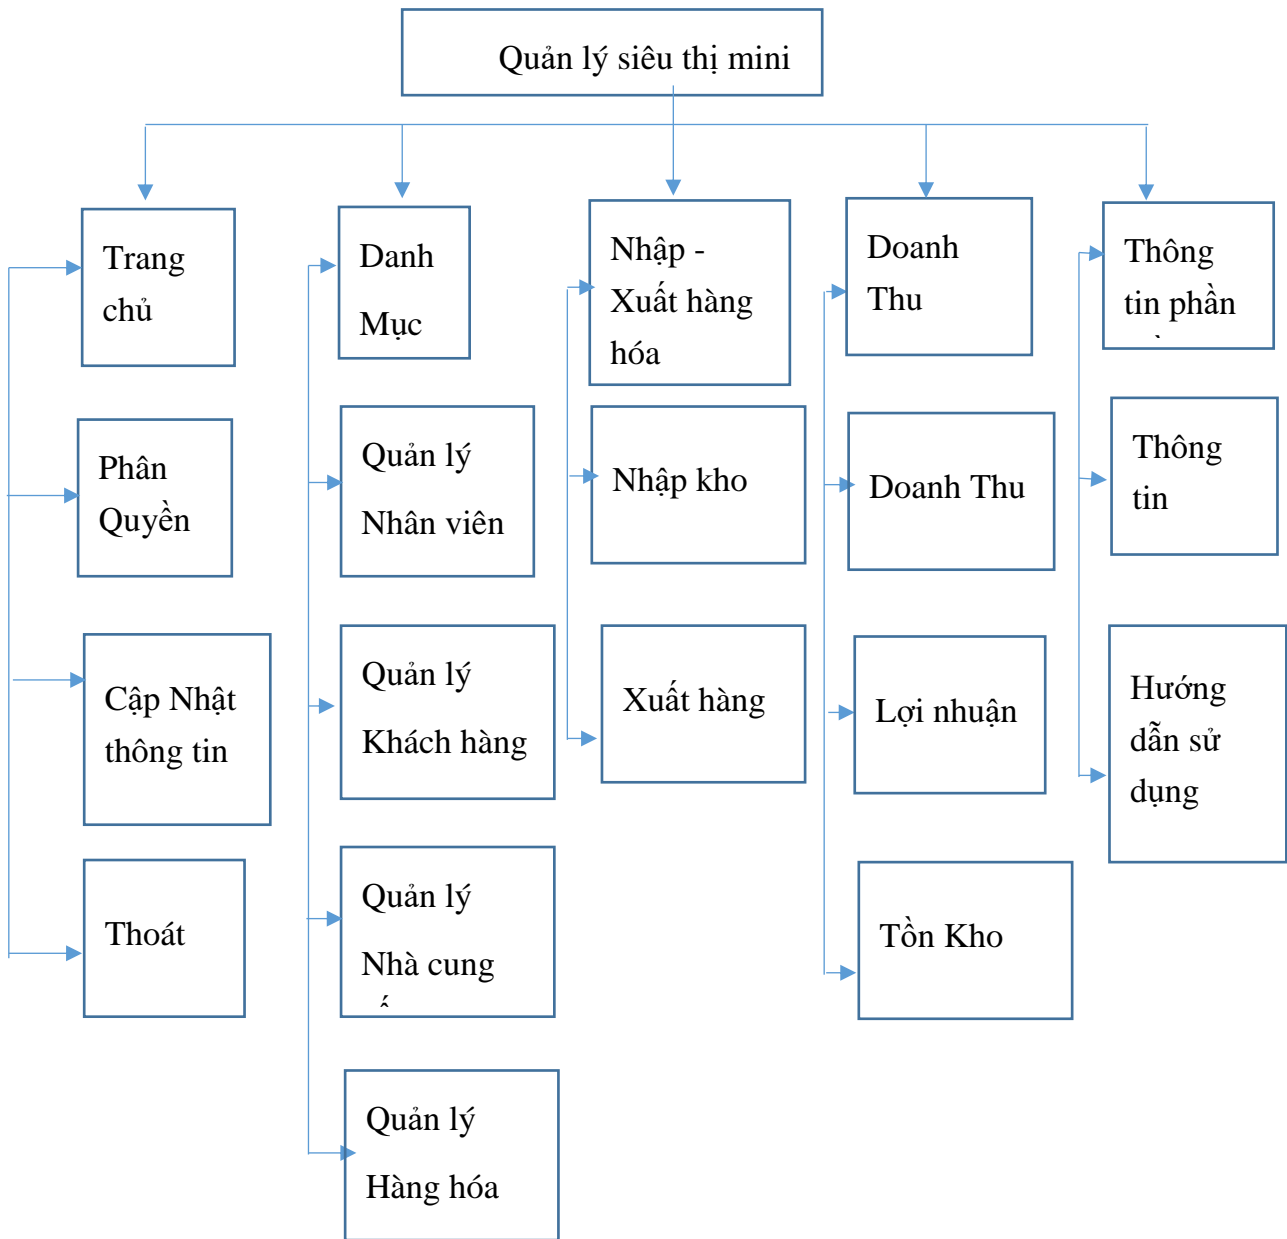 Quản lý siêu thị mini
Trang
chủ
Danh
Mục
Nhập -
Xuất hàng
hóa
Doanh
Thu
Thông
tin phần
Phân
Quyền
Quản lý
Nhân viên
Nhập kho
Doanh Thu
Thông
tin
Cập Nhật
thông tin
Quản lý
Khách hàng
Xuất hàng
Lợi nhuận
Hướng
dẫn sử
dụng
Thoát
Quản lý
Nhà cung
Tồn Kho
Quản lý
Hàng hóa